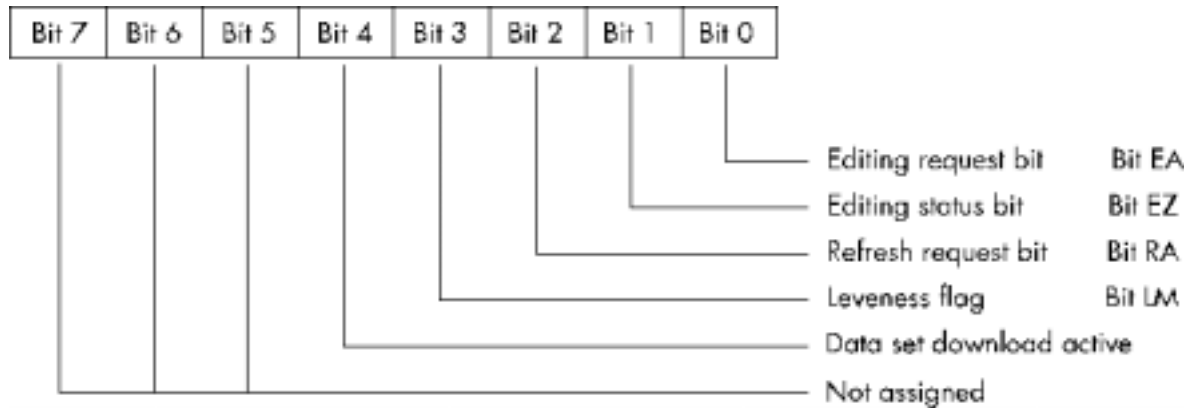 Bit 7 Bit 6 Bit 5 Bit 4 Bit 3 Bit 2 Bit 1 Bit 0
Editing request bit Bit EA
Editing status bit Bit EZ
Refresh request bit Bit RA
Leveness flag Bit LM
Data set download active
Not assigned